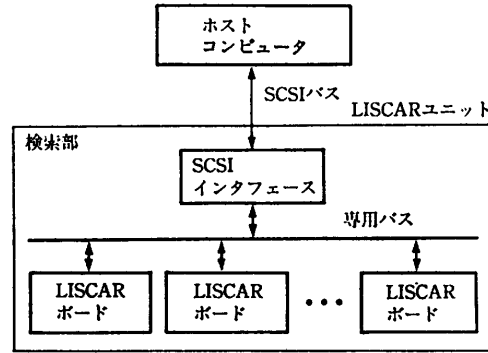 ホスト
コンピュータ
SCSIバス
LISCARユニット
検索部
SCSI
インタフェース
専用バス
LISCAR
ボード
LISCAR
ボード
LISCAR
ボード